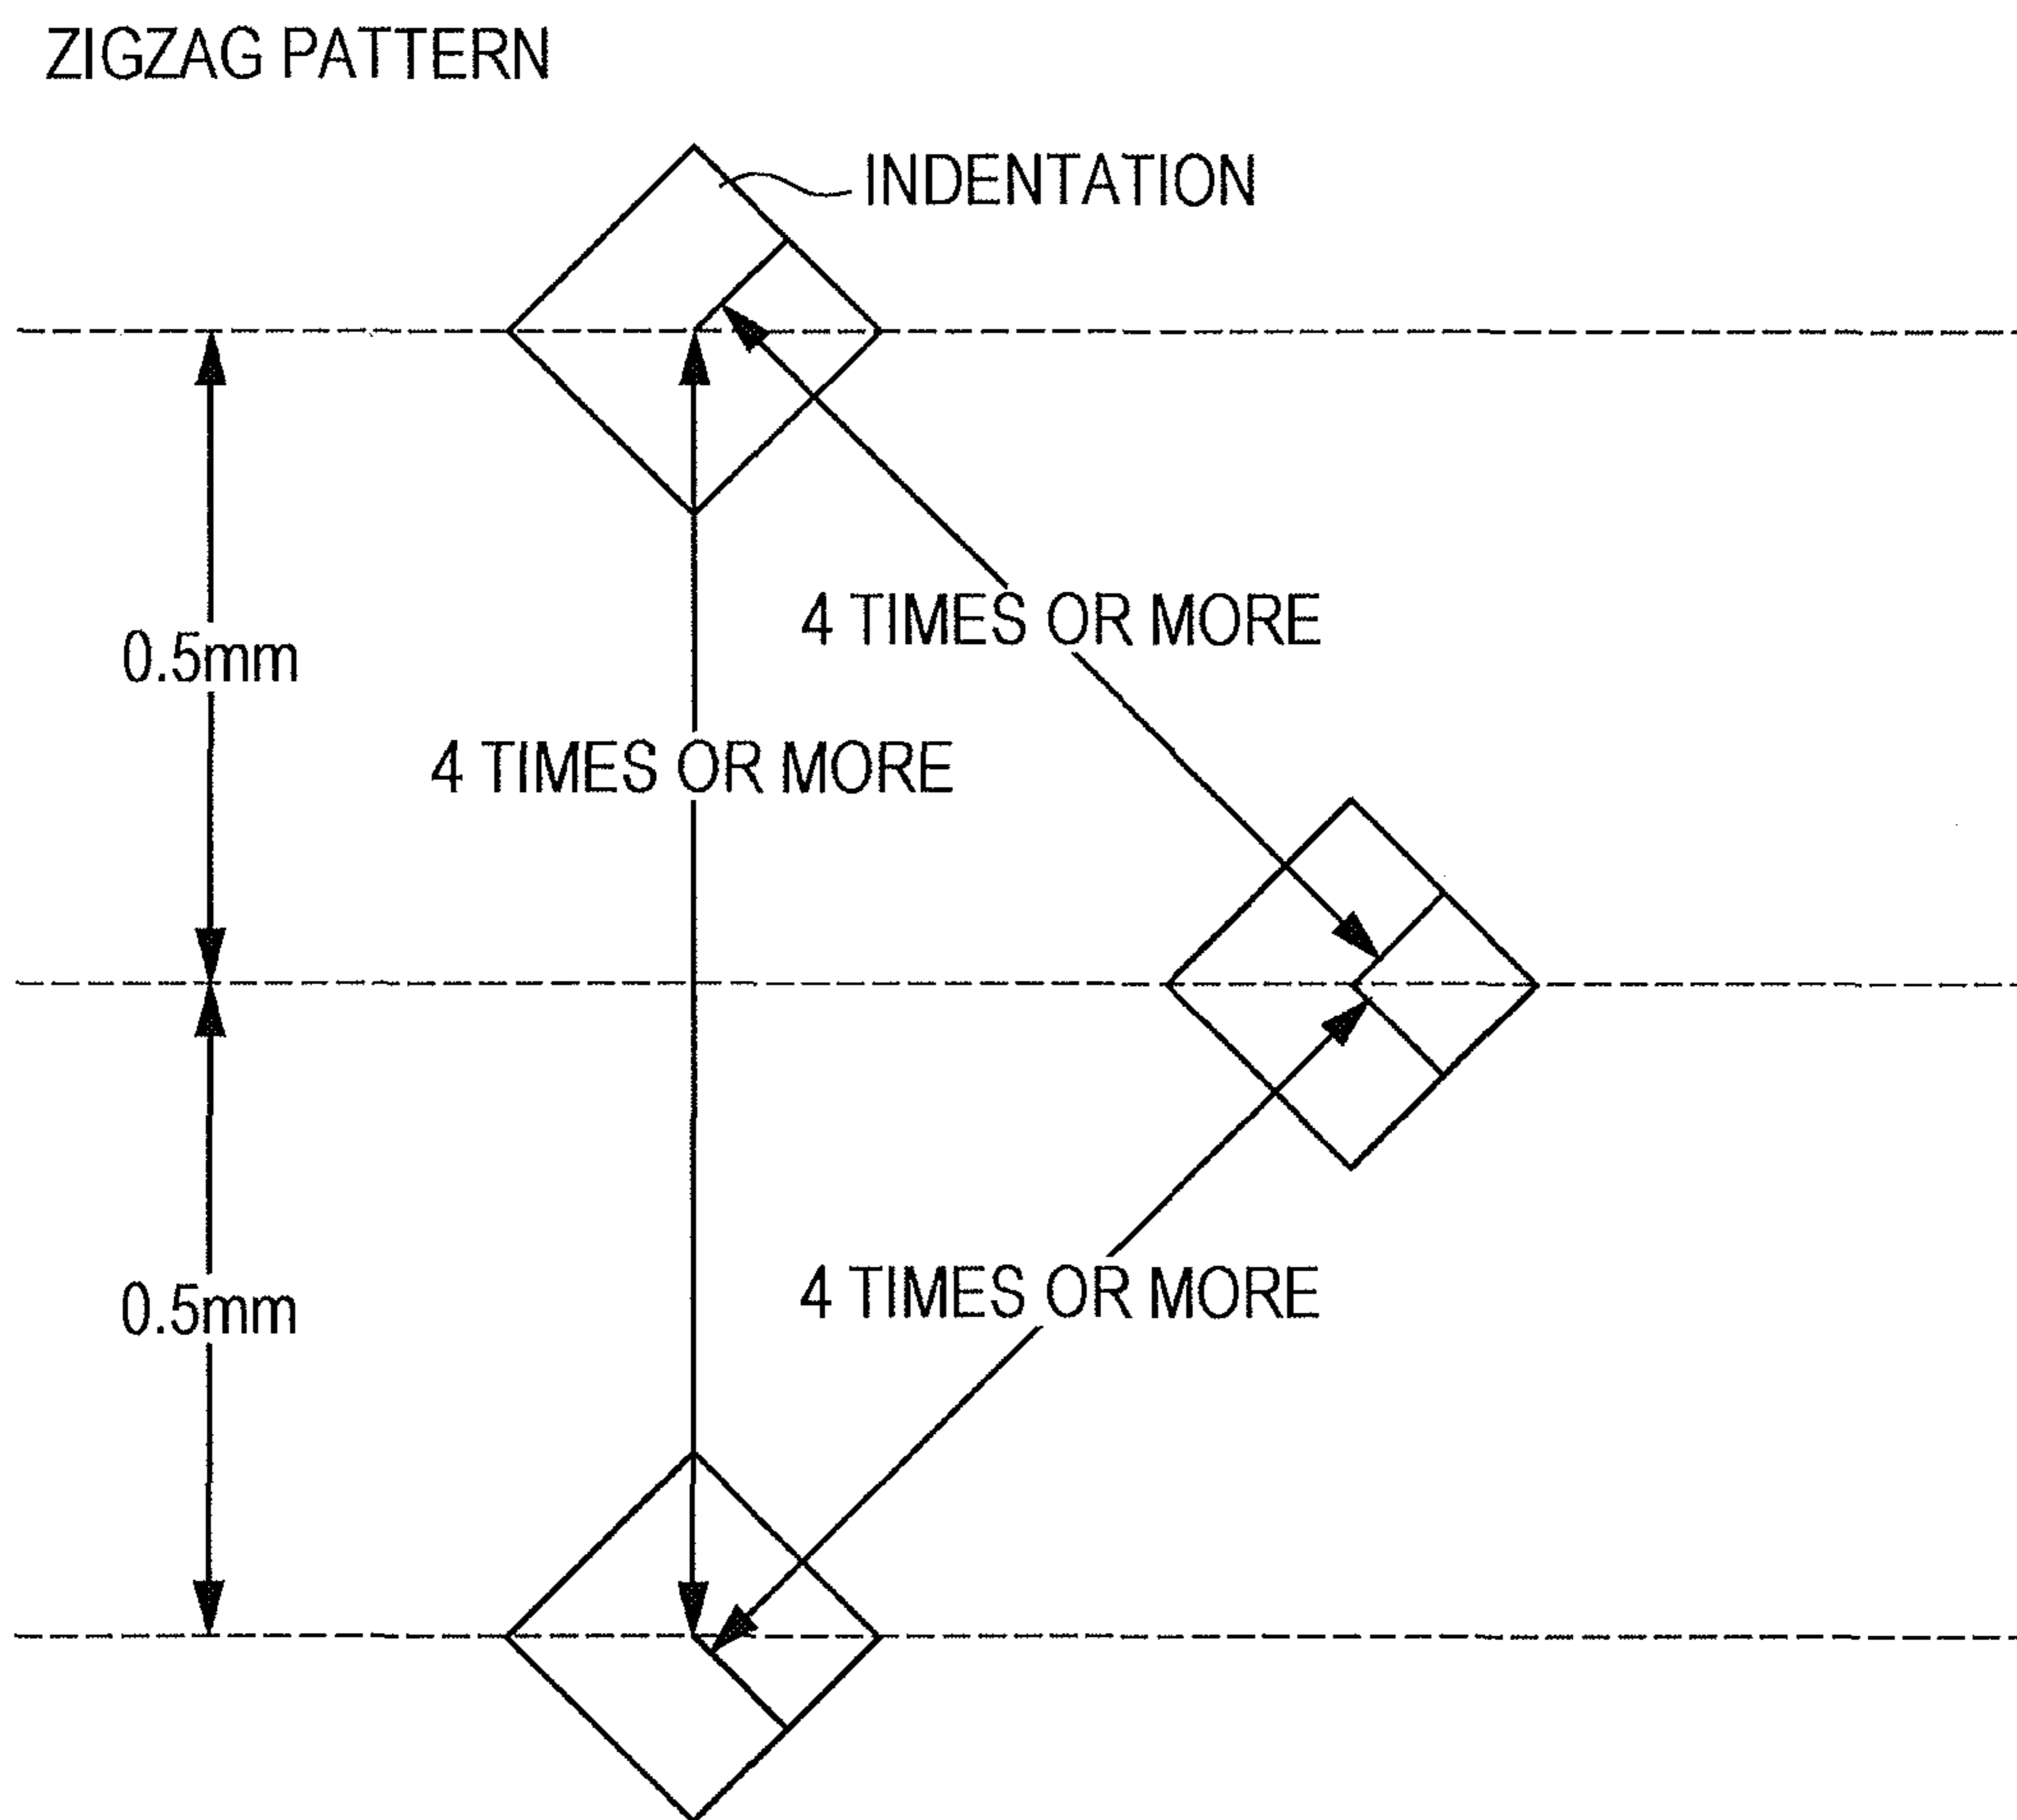 ZIGZAG PATTERN
INDENTATION
4 TIMES OR MORE
0.5mm
4 TIMES OR MORE
4 TIMES OR MORE
0.5mm